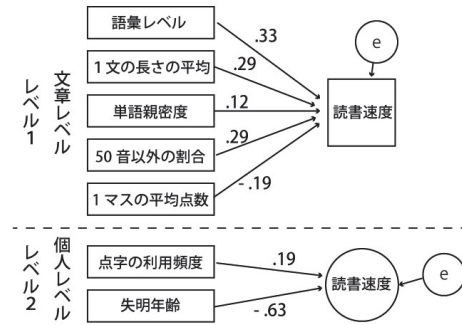 レベル1
文章レベル
語彙レベル
1文の長さの平均
単語親密度
50音以外の割合
1マスの平均点数
.33
.29
.12
.29
- .19
e
読書速度
レベル2
個人レベル
点字の利用頻度
失明年齢
.19
- .63
読書速度
e